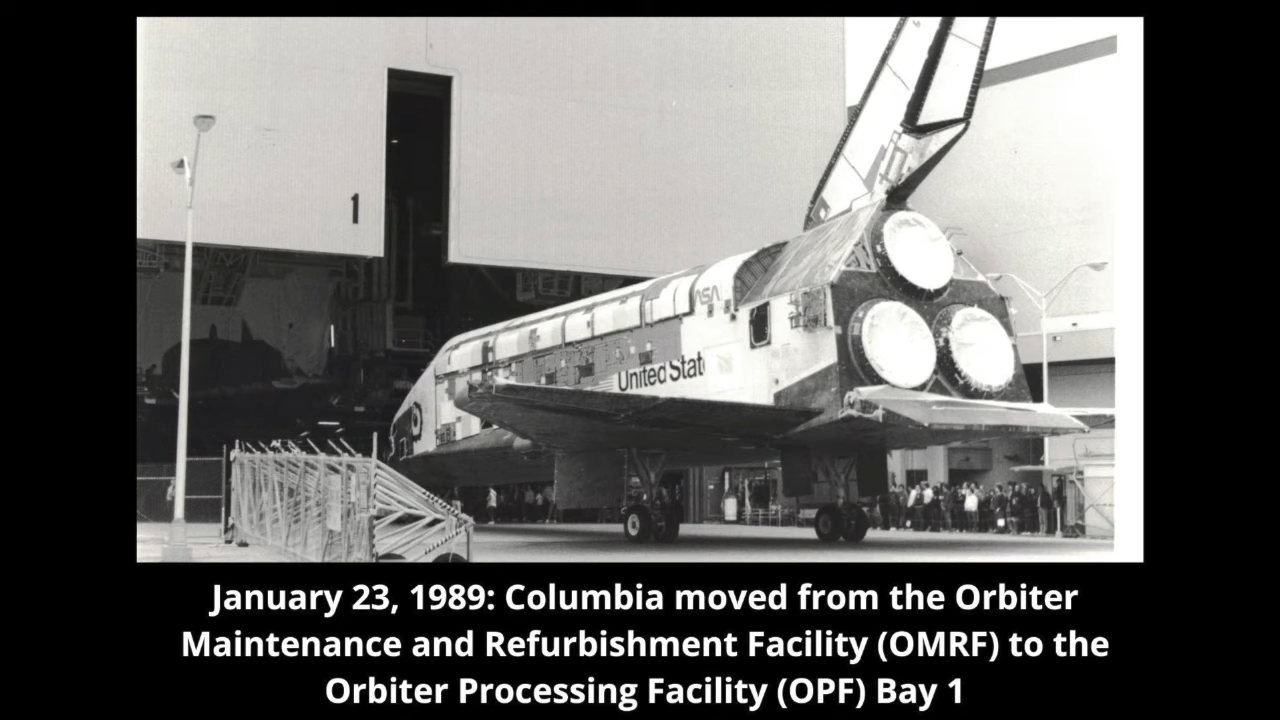 1
NASA
United Stat
January 23, 1989: Columbia moved from the Orbiter
Maintenance and Refurbishment Facility (OMRF) to the
Orbiter Processing Facility (OPF) Bay 1